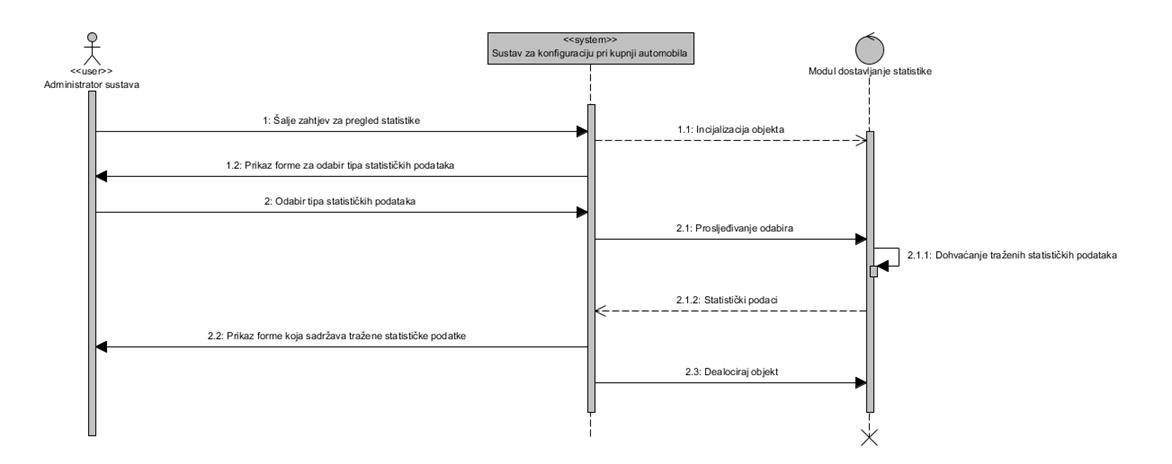 <<system>>
Sustav za konfiguraciju pri kupnji automobila
<<user>>
Administrator sustava
Modul dostavljanje statistike
1: Šalje zahtjev za pregled statistike
1.1: Incijalizacija objekta
1.2: Prikaz forme za odabir tipa statističkih podataka
2: Odabir tipa statističkih podataka
2.1: Prosljeđivanje odabira
2.1.1: Dohvaćanje traženih statističkih podataka
2.1.2: Statistički podaci
2.2: Prikaz forme koja sadržava tražene statističke podatke
2.3: Dealociraj objekt